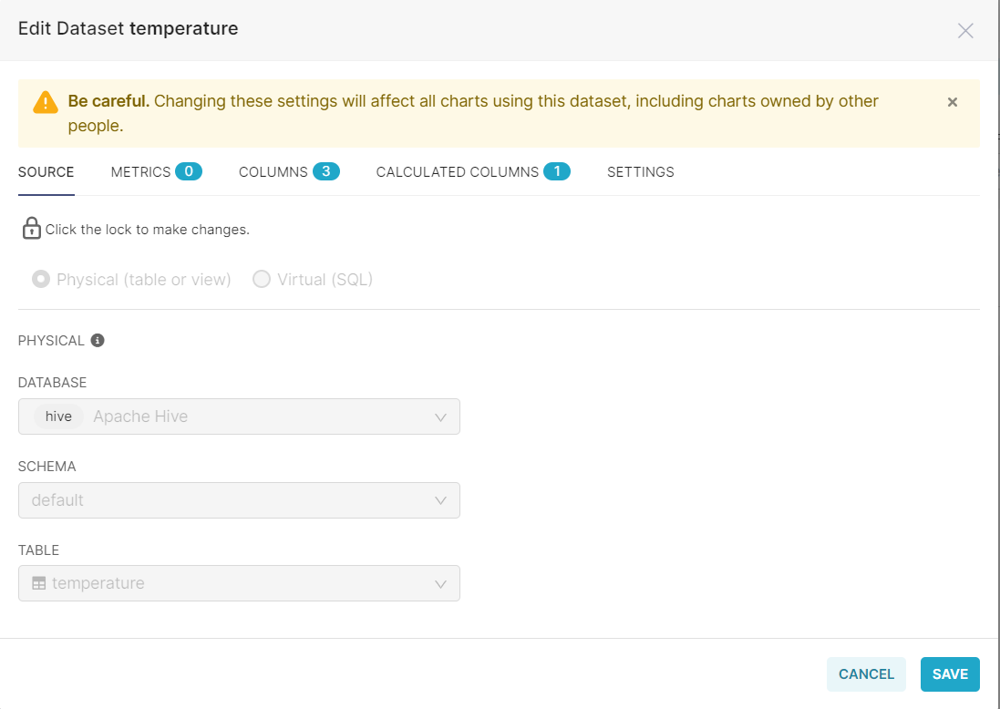 Edit Dataset temperature
Be careful. Changing these settings will affect all charts using this dataset, including charts owned by other
people.
SOURCE METRICS 0 COLUMNS 3 CALCULATED COLUMNS 1 SETTINGS
Click the lock to make changes.
Physical (table or view) Virtual (SQL)
PHYSICAL
DATABASE
hive Apache Hive
SCHEMA
default
TABLE
temperature
CANCEL SAVE